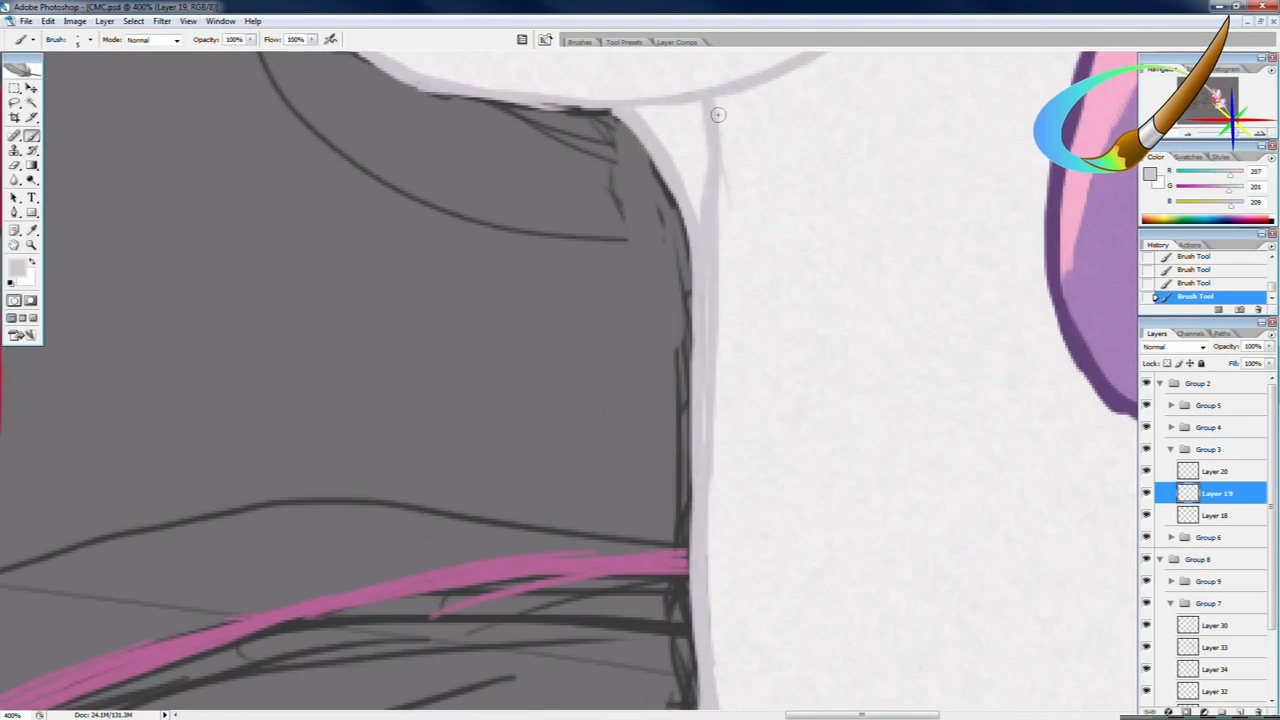 Adobe Photoshop - [CMC.psd @ 400% (Layer 19, RGB/8)]
File Edit Image Layer Select Filter View Window Help
Brush: 5 Mode: Normal Opacity: 100% Flow: 100% Brushes Tool Presets Layer Comps
Color Swatches Styles
R 207
G 201
B 209
History Actions
Brush Tool
Brush Tool
Brush Tool
Brush Tool
Layers Channels Paths
Normal Opacity: 100%
Lock: Fill: 100%
Group 2
Group 5
Group 4
Group 3
Layer 20
Layer 19
Layer 18
Group 6
Group 8
Group 9
Group 7
Layer 30
Layer 33
Layer 34
Layer 32
400% Doc: 24.1M/131.3M